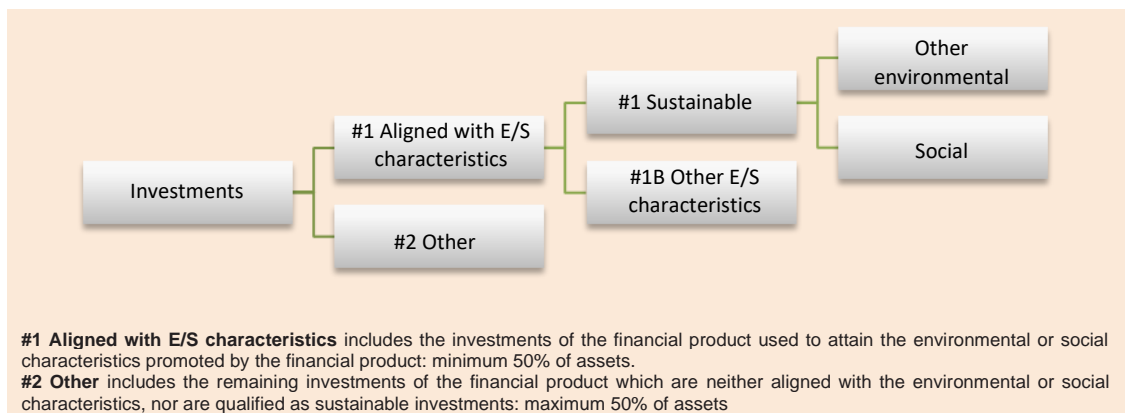 Other
environmental
#1 Sustainable
#1 Aligned with E/S
characteristics
Social
Investments
#1B Other E/S
characteristics
#2 Other
#1 Aligned with E/S characteristics includes the investments of the financial product used to attain the environmental or social
characteristics promoted by the financial product: minimum 50% of assets.
#2 Other includes the remaining investments of the financial product which are neither aligned with the environmental or social
characteristics, nor are qualified as sustainable investments: maximum 50% of assets